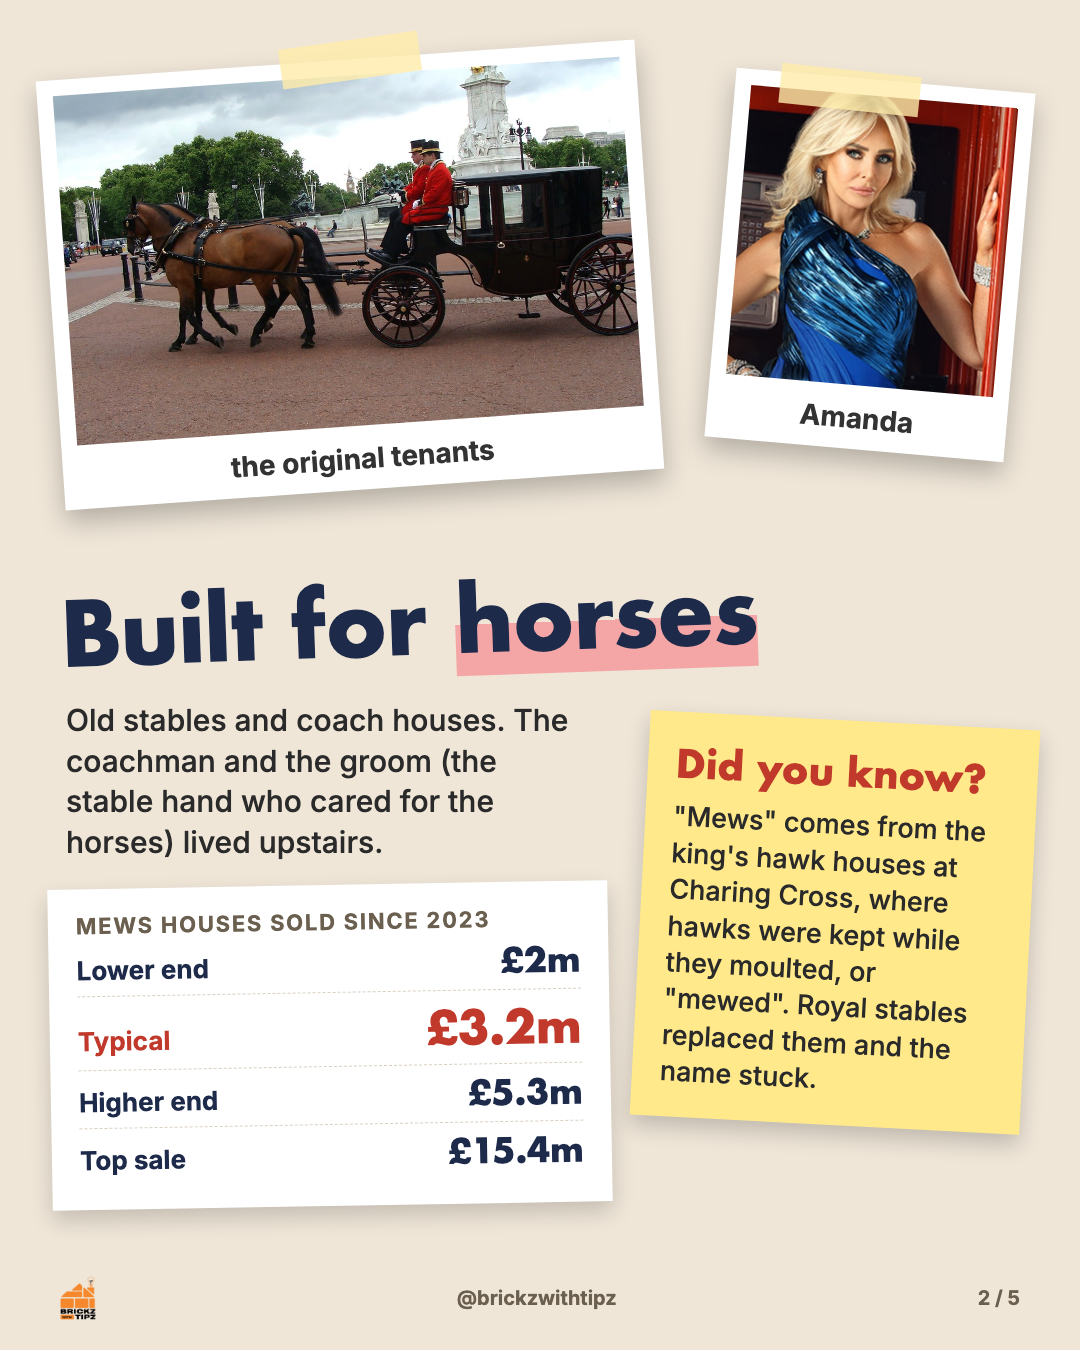 the original tenants
Amanda
Built for horses
Old stables and coach houses. The
coachman and the groom (the
stable hand who cared for the
horses) lived upstairs.
Did you know?
"Mews" comes from the
king's hawk houses at
Charing Cross, where
hawks were kept while
they moulted, or
"mewed". Royal stables
replaced them and the
name stuck.
MEWS HOUSES SOLD SINCE 2023
Lower end £2m
Typical £3.2m
Higher end £5.3m
Top sale £15.4m
BRICKZ
WITH TIPZ
@brickzwithtipz
2 / 5